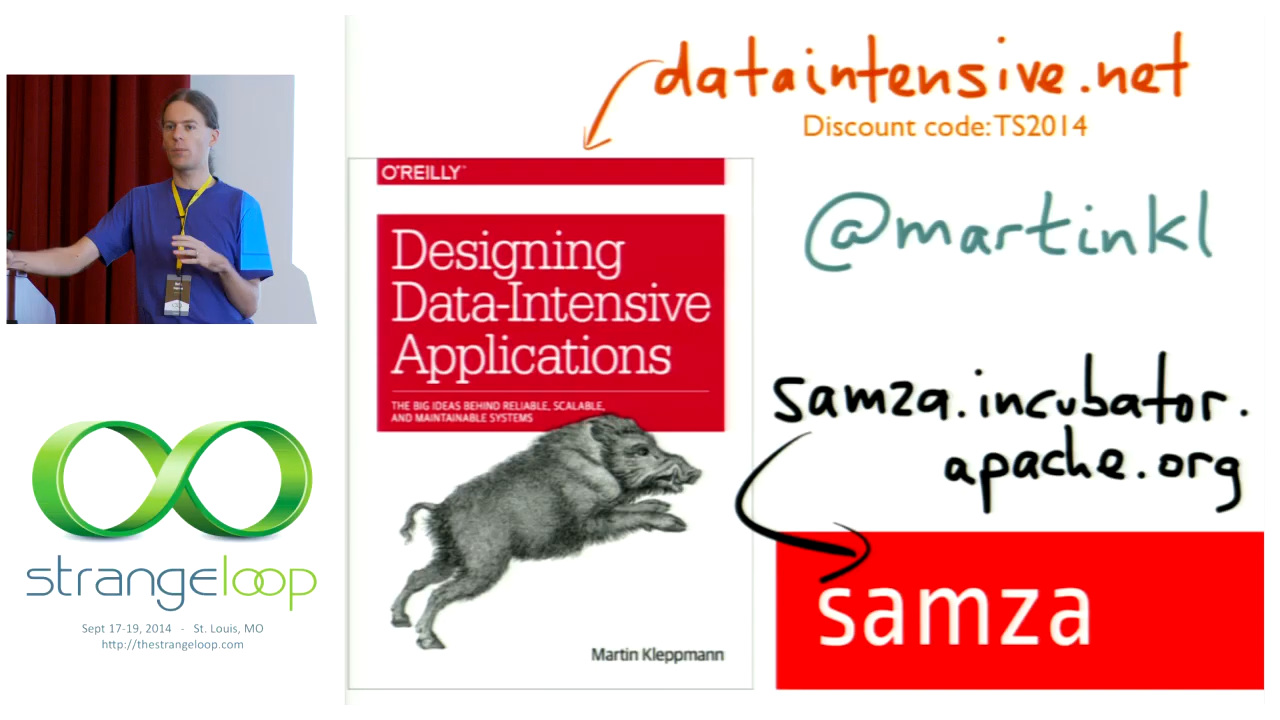 dataintensive.net
Discount code: TS2014
O'REILLY
Designing
Data-Intensive
Applications
THE BIG IDEAS BEHIND RELIABLE, SCALABLE,
AND MAINTAINABLE SYSTEMS
Martin Kleppmann
@martinkl
samza.incubator.
apache.org
samza
strangeloop
Sept 17-19, 2014 - St. Louis, MO
http://thestrangeloop.com